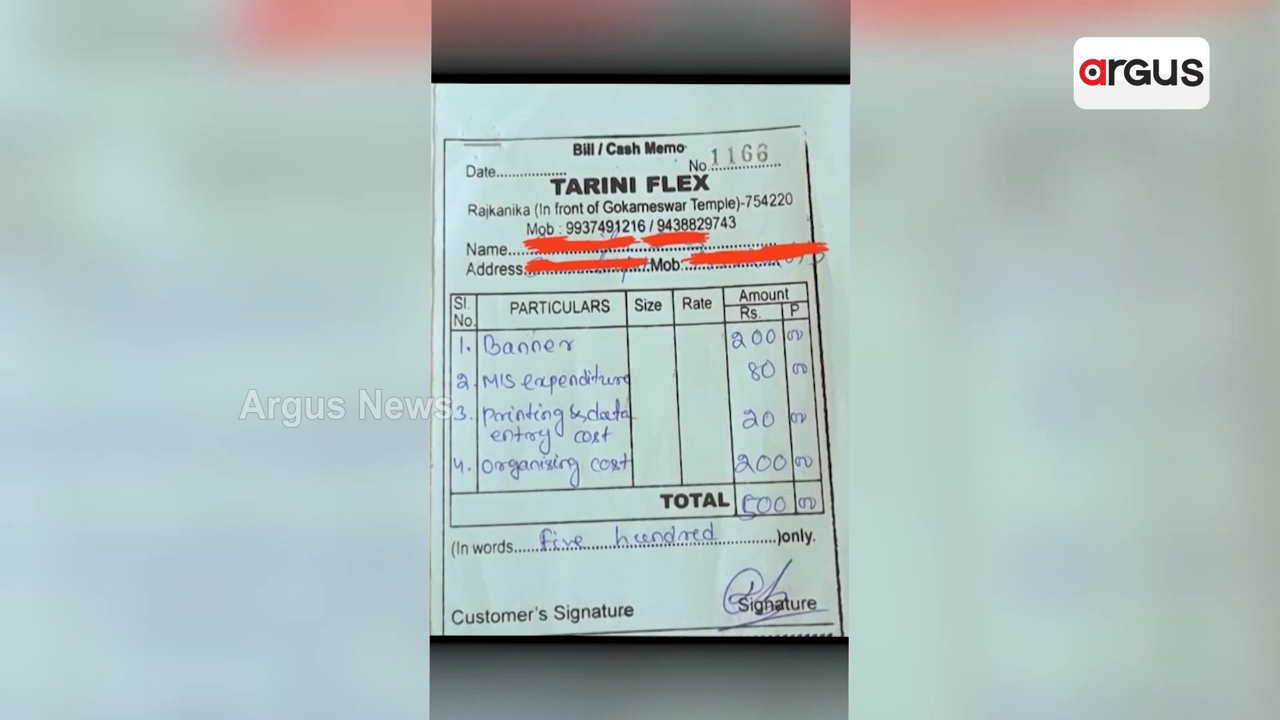 argus
Bill / Cash Memo
Date.................. No. 1166
TARINI FLEX
Rajkanika (In front of Gokarneswar Temple)-754220
Mob : 9937491216 / 9438829743
Name
Address Mob
Sl. No. PARTICULARS Size Rate Amount
Rs. P
1. Banner 200 00
2. MIS expenditure 80 00
Argus News
3. printing & data 20 00
entry cost
4. organising cost 200 00
TOTAL 500 00
(In words five hundred )only.
Customer's Signature Signature